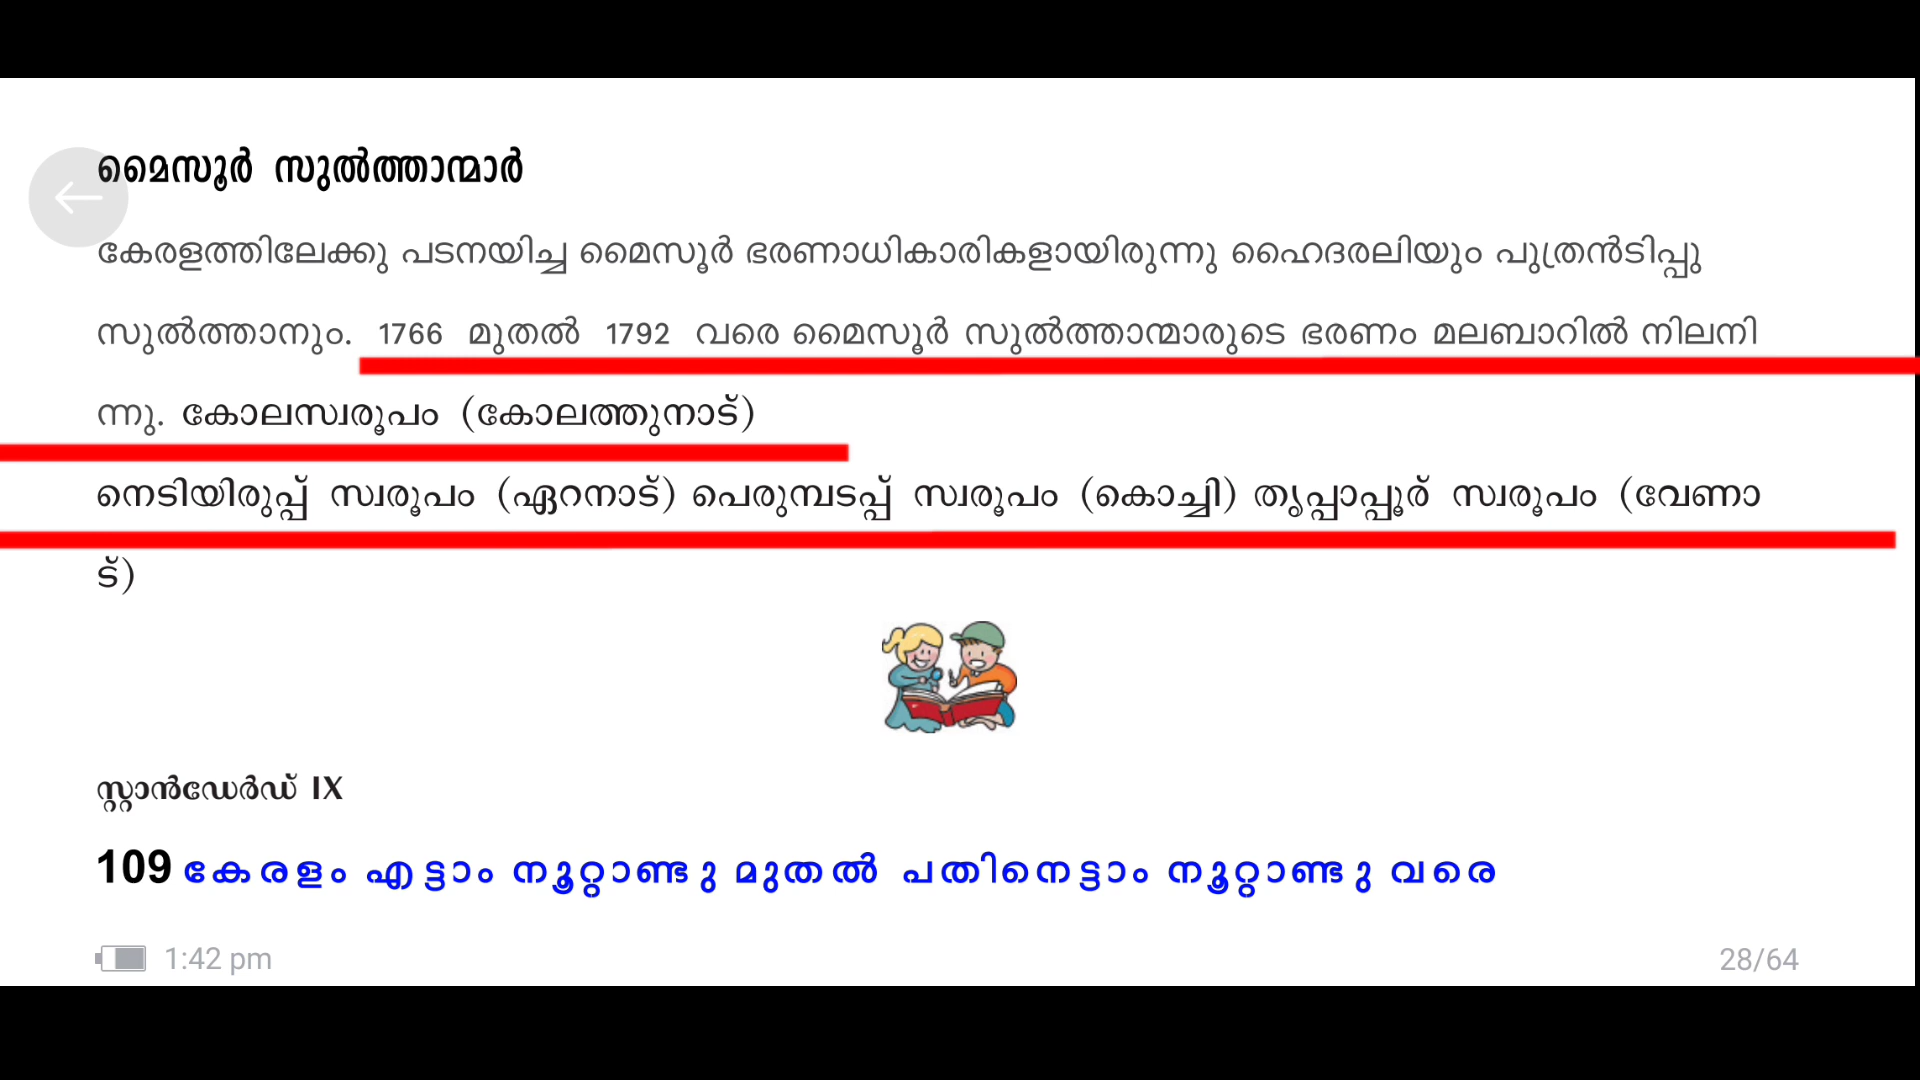 മൈസൂർ സുൽത്താന്മാർ
കേരളത്തിലേക്കു പടനയിച്ച മൈസൂർ ഭരണാധികാരികളായിരുന്നു ഹൈദരലിയും പുത്രൻടിപ്പു
സുൽത്താനും. 1766 മുതൽ 1792 വരെ മൈസൂർ സുൽത്താന്മാരുടെ ഭരണം മലബാറിൽ നിലനി
ന്നു. കോലസ്വരൂപം (കോലത്തുനാട്)
നെടിയിരുപ്പ് സ്വരൂപം (ഏറനാട്) പെരുമ്പടപ്പ് സ്വരൂപം (കൊച്ചി) തൃപ്പാപ്പൂര് സ്വരൂപം (വേണാ
ട്)
സ്റ്റാൻഡേർഡ് IX
109 കേരളം എട്ടാം നൂറ്റാണ്ടു മുതൽ പതിനെട്ടാം നൂറ്റാണ്ടു വരെ
1:42 pm 28/64